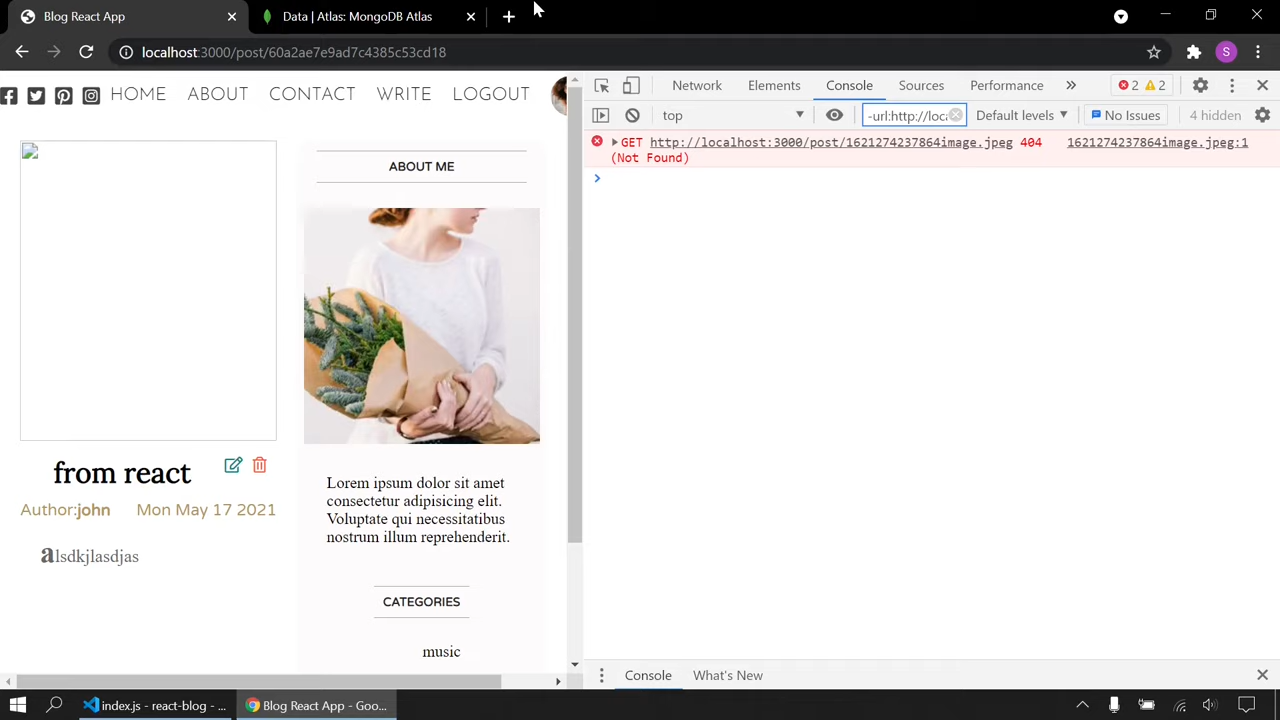 Blog React App
Data | Atlas: MongoDB Atlas
localhost:3000/post/60a2ae7e9ad7c4385c53cd18
S
HOME ABOUT CONTACT WRITE LOGOUT
ABOUT ME
from react
Author:john Mon May 17 2021
alsdkjlasdjas
Lorem ipsum dolor sit amet
consectetur adipisicing elit.
Voluptate qui necessitatibus
nostrum illum reprehenderit.
CATEGORIES
music
Network Elements Console Sources Performance 2 2
top -url:http://loca Default levels No Issues 4 hidden
GET http://localhost:3000/post/1621274237864image.jpeg 404 1621274237864image.jpeg:1
(Not Found)
Console What's New
index.js - react-blog - ...
Blog React App - Goo...